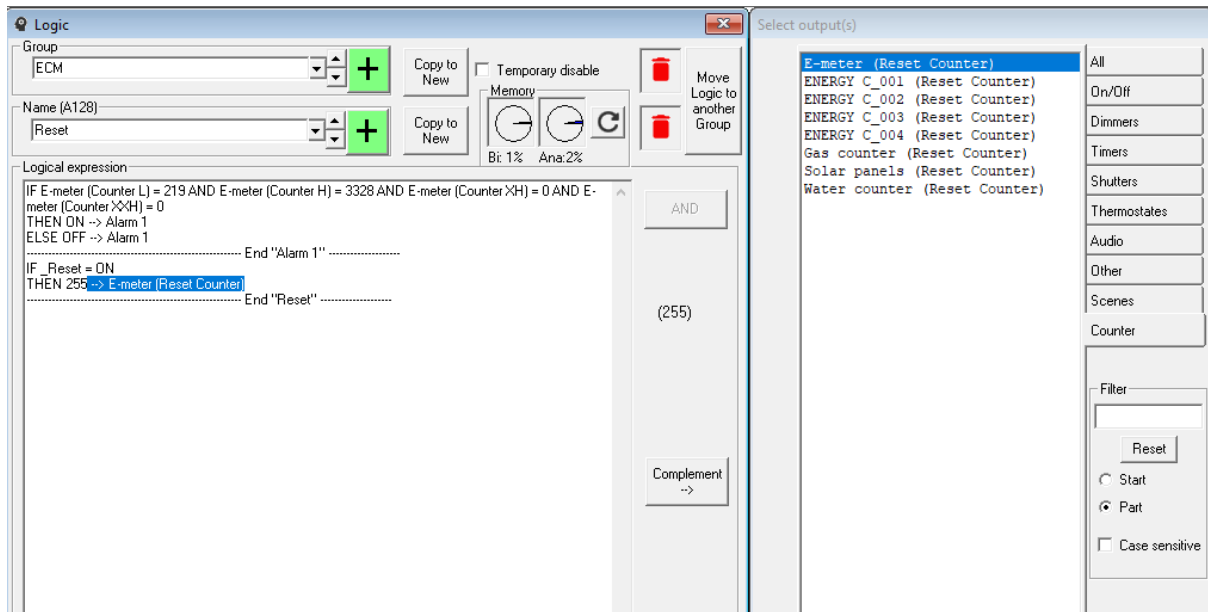 Logic
Group
ECM
Copy to
New
Temporary disable
Move
Logic to
another
Group
Name (A128)
Reset
Copy to
New
Memory
Bi: 1% Ana:2%
Logical expression
IF E-meter (Counter L) = 219 AND E-meter (Counter H) = 3328 AND E-meter (Counter XH) = 0 AND E-
meter (Counter XXH) = 0
THEN ON --> Alarm 1
ELSE OFF --> Alarm 1
------------------------------------------------------- End "Alarm 1" ------------------
IF _Reset = ON
THEN 255 --> E-meter (Reset Counter)
------------------------------------------------------- End "Reset" ------------------
AND
(255)
Complement
-->
Select output(s)
E-meter (Reset Counter)
ENERGY C_001 (Reset Counter)
ENERGY C_002 (Reset Counter)
ENERGY C_003 (Reset Counter)
ENERGY C_004 (Reset Counter)
Gas counter (Reset Counter)
Solar panels (Reset Counter)
Water counter (Reset Counter)
All
On/Off
Dimmers
Timers
Shutters
Thermostates
Audio
Other
Scenes
Counter
Filter
Reset
Start
Part
Case sensitive